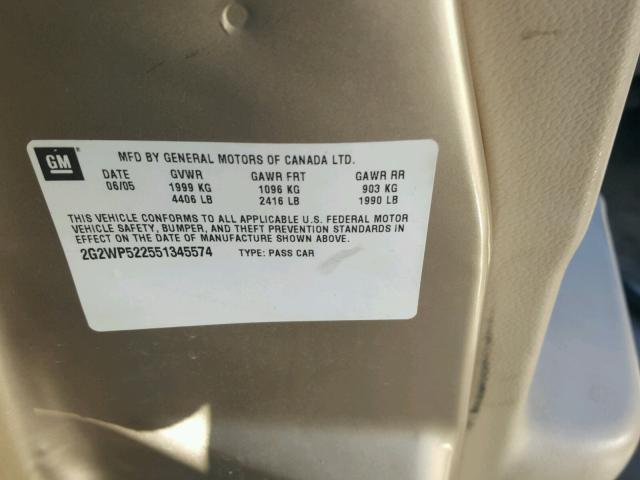 GM
MFD BY GENERAL MOTORS OF CANADA LTD.
DATE GVWR GAWR FRT GAWR RR
06/05 1999 KG 1096 KG 903 KG
4406 LB 2416 LB 1990 LB
THIS VEHICLE CONFORMS TO ALL APPLICABLE U.S. FEDERAL MOTOR
VEHICLE SAFETY, BUMPER, AND THEFT PREVENTION STANDARDS IN
EFFECT ON THE DATE OF MANUFACTURE SHOWN ABOVE.
2G2WP522551345574 TYPE: PASS CAR